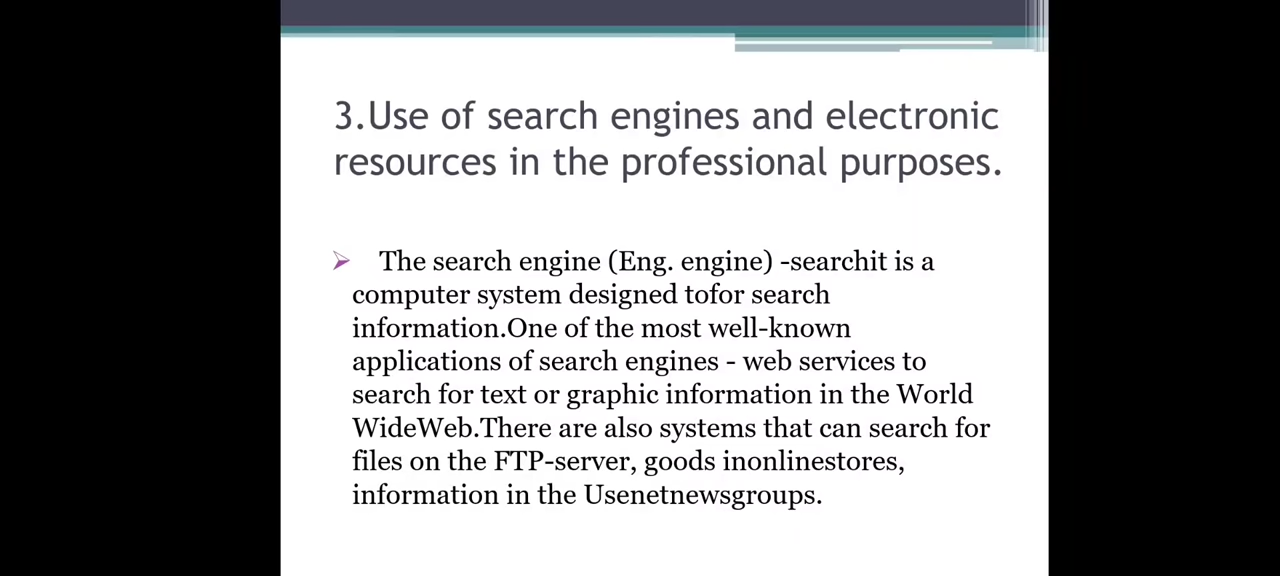 3.Use of search engines and electronic
resources in the professional purposes.
The search engine (Eng. engine) -searchit is a
computer system designed tofor search
information.One of the most well-known
applications of search engines - web services to
search for text or graphic information in the World
WideWeb.There are also systems that can search for
files on the FTP-server, goods inonlinestores,
information in the Usenetnewsgroups.